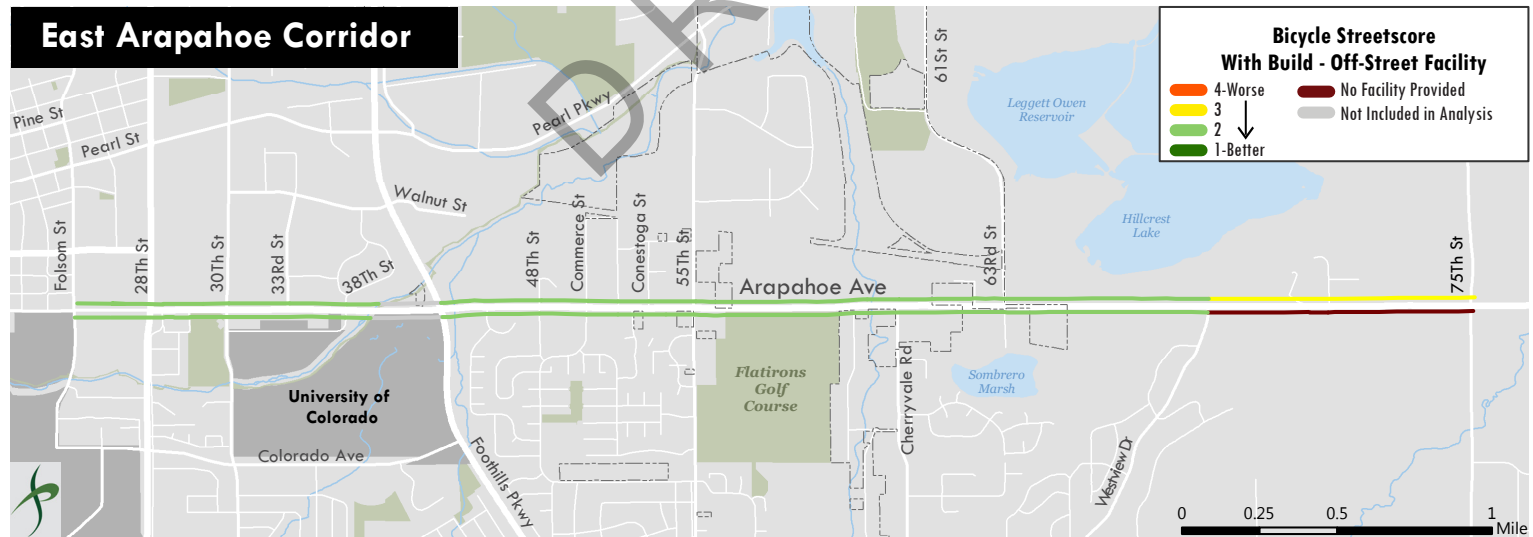 East Arapahoe Corridor
Bicycle Streetscore
With Build - Off-Street Facility
4-Worse
3
2
1-Better
No Facility Provided
Not Included in Analysis
Pine St
Pearl St
Pearl Pkwy
61St St
Leggett Owen
Reservoir
Walnut St
Hillcrest
Lake
Folsom St
28Th St
30Th St
33Rd St
38Th St
48Th St
Commerce St
Conestoga St
55Th St
Arapahoe Ave
63Rd St
75Th St
University of
Colorado
Flatirons
Golf
Course
Sombrero
Marsh
Cherryvale Rd
Westview Dr
Colorado Ave
Foothills Pkwy
0
0.25
0.5
1
Mile